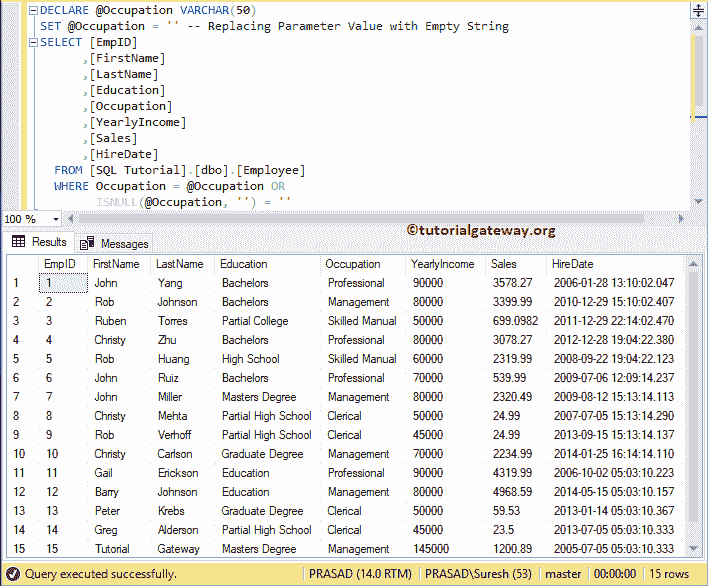 DECLARE @Occupation VARCHAR(50)
SET @Occupation = '' -- Replacing Parameter Value with Empty String
SELECT [EmpID]
,[FirstName]
,[LastName]
,[Education]
,[Occupation]
,[YearlyIncome]
,[Sales]
,[HireDate]
FROM [SQL Tutorial].[dbo].[Employee]
WHERE Occupation = @Occupation OR
ISNULL(@Occupation, '') = ''
100 %
©tutorialgateway.org
Results Messages
EmpID FirstName LastName Education Occupation YearlyIncome Sales HireDate
1 1 John Yang Bachelors Professional 90000 3578.27 2006-01-28 13:10:02.047
2 2 Rob Johnson Bachelors Management 80000 3399.99 2010-12-29 15:10:02.407
3 3 Ruben Torres Partial College Skilled Manual 50000 699.0982 2011-12-29 22:14:02.470
4 4 Christy Zhu Bachelors Professional 80000 3078.27 2012-12-28 19:04:22.380
5 5 Rob Huang High School Skilled Manual 60000 2319.99 2008-09-22 19:04:22.123
6 6 John Ruiz Bachelors Professional 70000 539.99 2009-07-06 12:09:14.237
7 7 John Miller Masters Degree Management 80000 2320.49 2009-08-12 15:13:14.113
8 8 Christy Mehta Partial High School Clerical 50000 24.99 2007-07-05 15:13:14.290
9 9 Rob Verhoff Partial High School Clerical 45000 24.99 2013-09-15 15:13:14.137
10 10 Christy Carlson Graduate Degree Management 70000 2234.99 2014-01-25 16:14:14.110
11 11 Gail Erickson Education Professional 90000 4319.99 2006-10-02 05:03:10.223
12 12 Barry Johnson Education Management 80000 4968.59 2014-05-15 05:03:10.157
13 13 Peter Krebs Graduate Degree Clerical 50000 59.53 2013-01-14 05:03:10.367
14 14 Greg Alderson Partial High School Clerical 45000 23.5 2013-07-05 05:03:10.333
15 15 Tutorial Gateway Masters Degree Management 145000 1200.89 2005-07-05 05:03:10.333
Query executed successfully. PRASAD (14.0 RTM) PRASAD\Suresh (53) master 00:00:00 15 rows